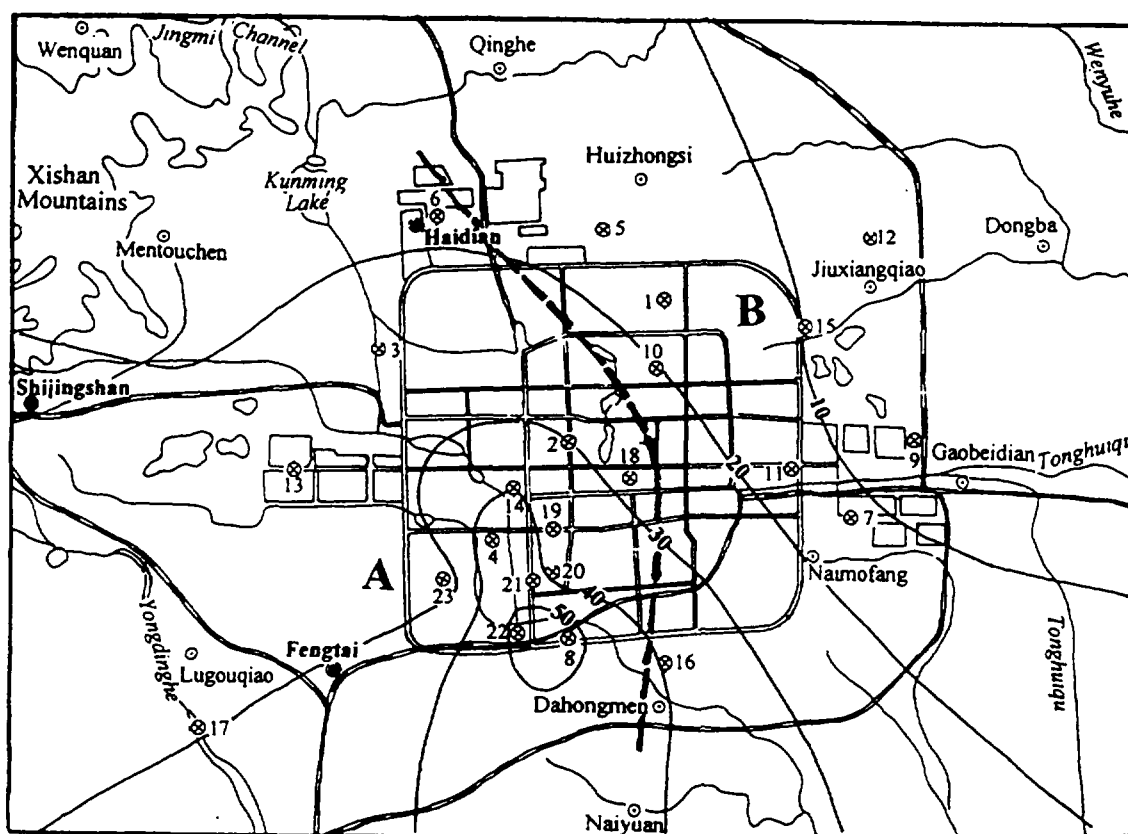 Wenquan
Jingmi Channel
Qinghe
Wenyuhe
Xishan
Mountains
Kunming
Lake
Huizhongsi
6
Haidian
5
Mentouchen
12
Dongba
Jiuxiangqiao
1
B
15
3
10
Shijingshan
10
2
18
20
11
9
Gaobeidian
Tonghuiqu
13
14
19
7
4
30
A
23
21
20
40
Naimofang
22
50
8
Fengtai
16
Lugouqiao
Yongdinghe
Tonghuiqu
17
Dahongmen
Naiyuan